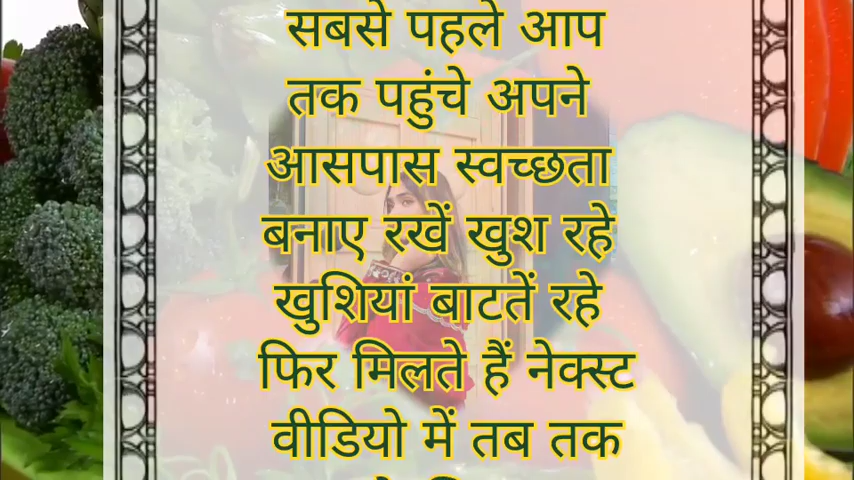 सबसे पहले आप
तक पहुंचे अपने
आसपास स्वच्छता
बनाए रखें खुश रहे
खुशियां बाटतें रहे
फिर मिलते हैं नेक्स्ट
वीडियो में तब तक